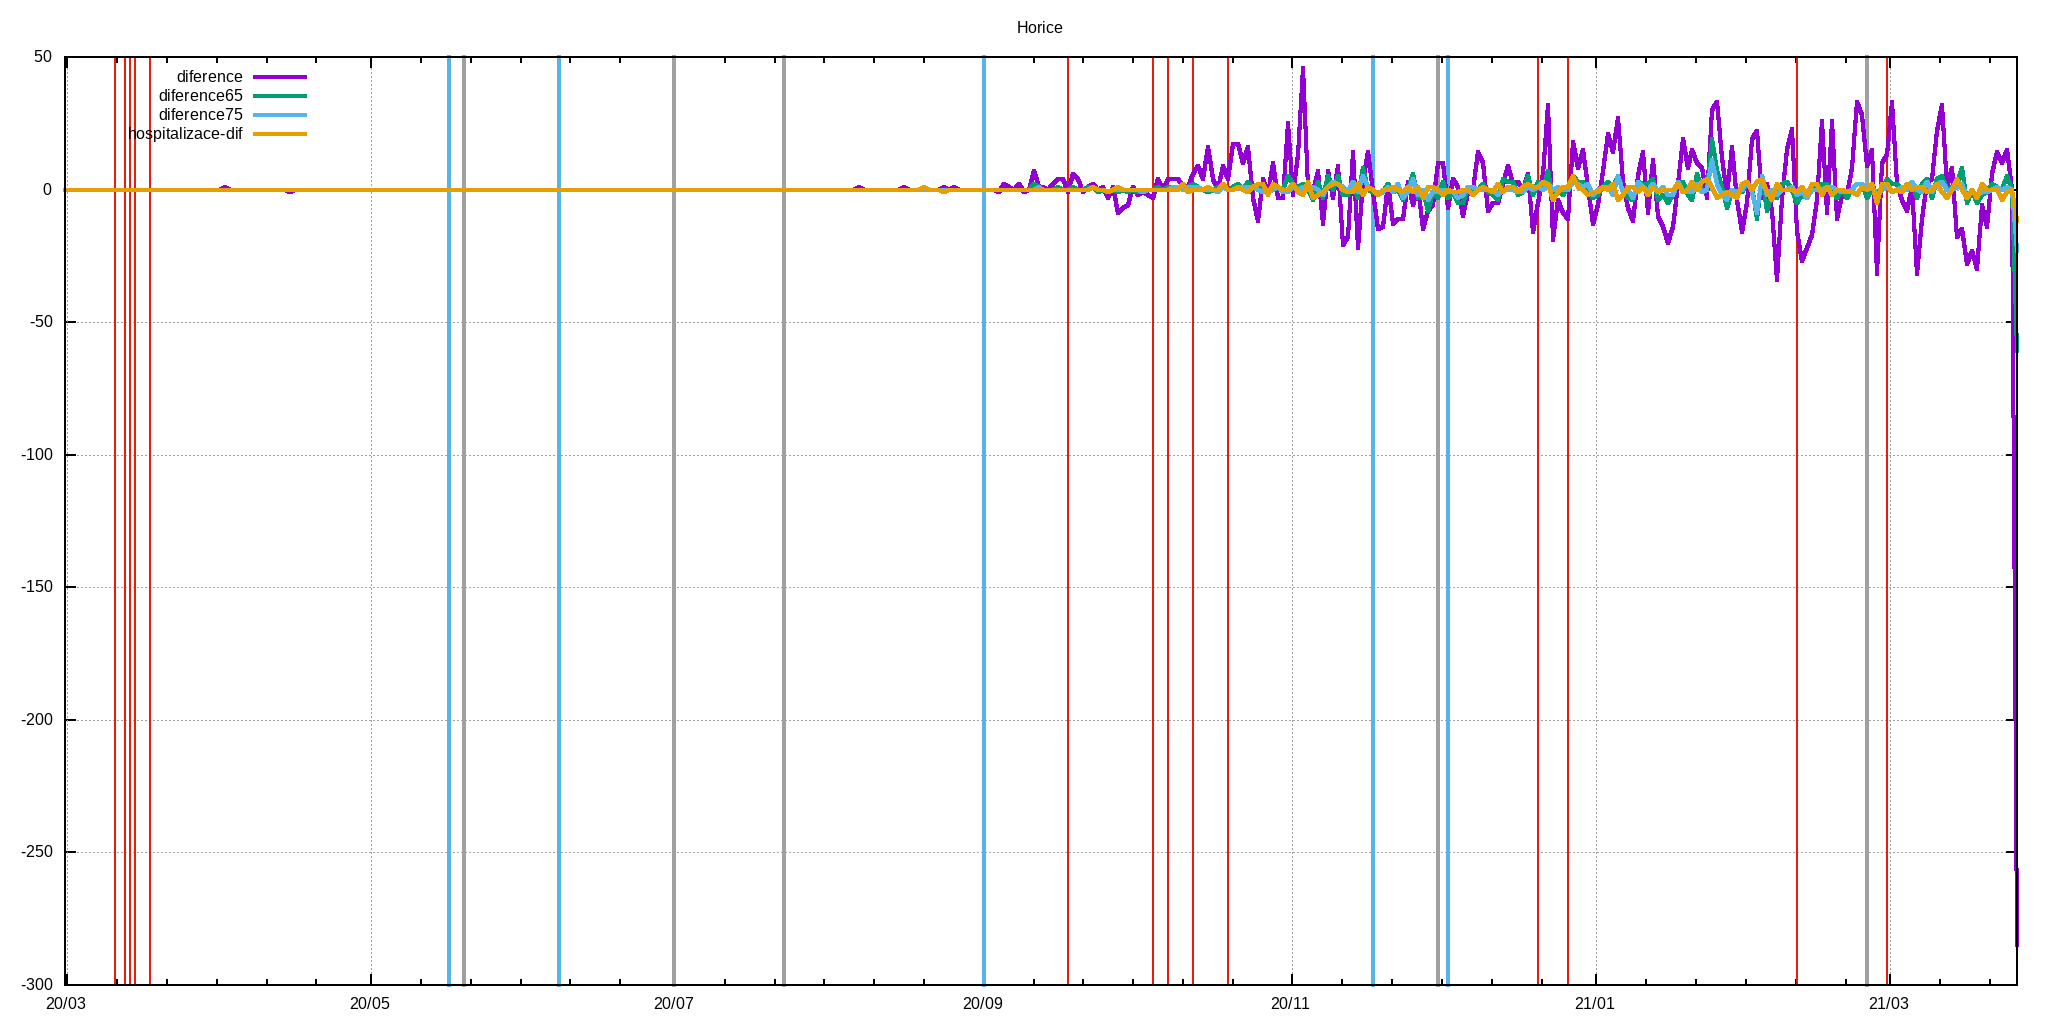 Horice
50
diference
diference65
diference75
hospitalizace-dif
0
-50
-100
-150
-200
-250
-300
20/03 20/05 20/07 20/09 20/11 21/01 21/03